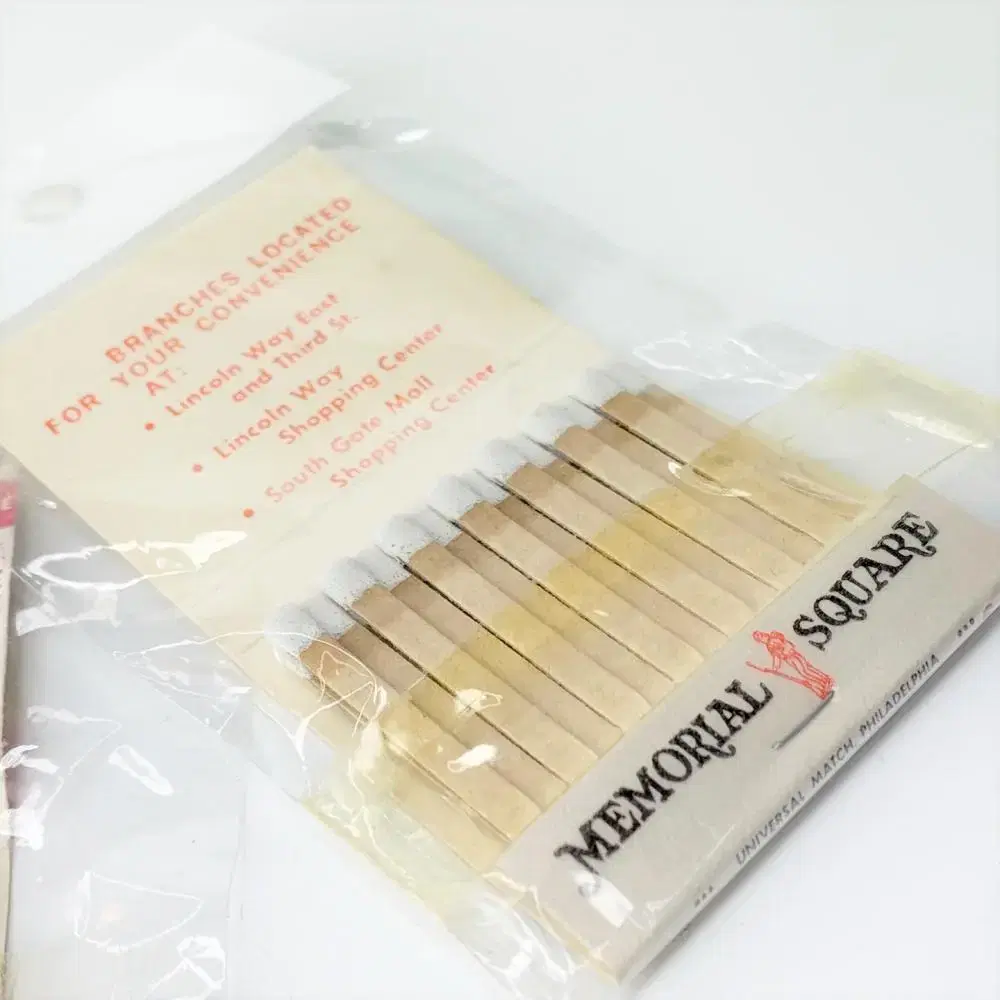 BRANCHES LOCATED
FOR YOUR CONVENIENCE
AT:
• Lincoln Way East
and Third St.
• Lincoln Way
Shopping Center
• South Gate Mall
Shopping Center
MEMORIAL SQUARE
UNIVERSAL MATCH, PHILADELPHIA